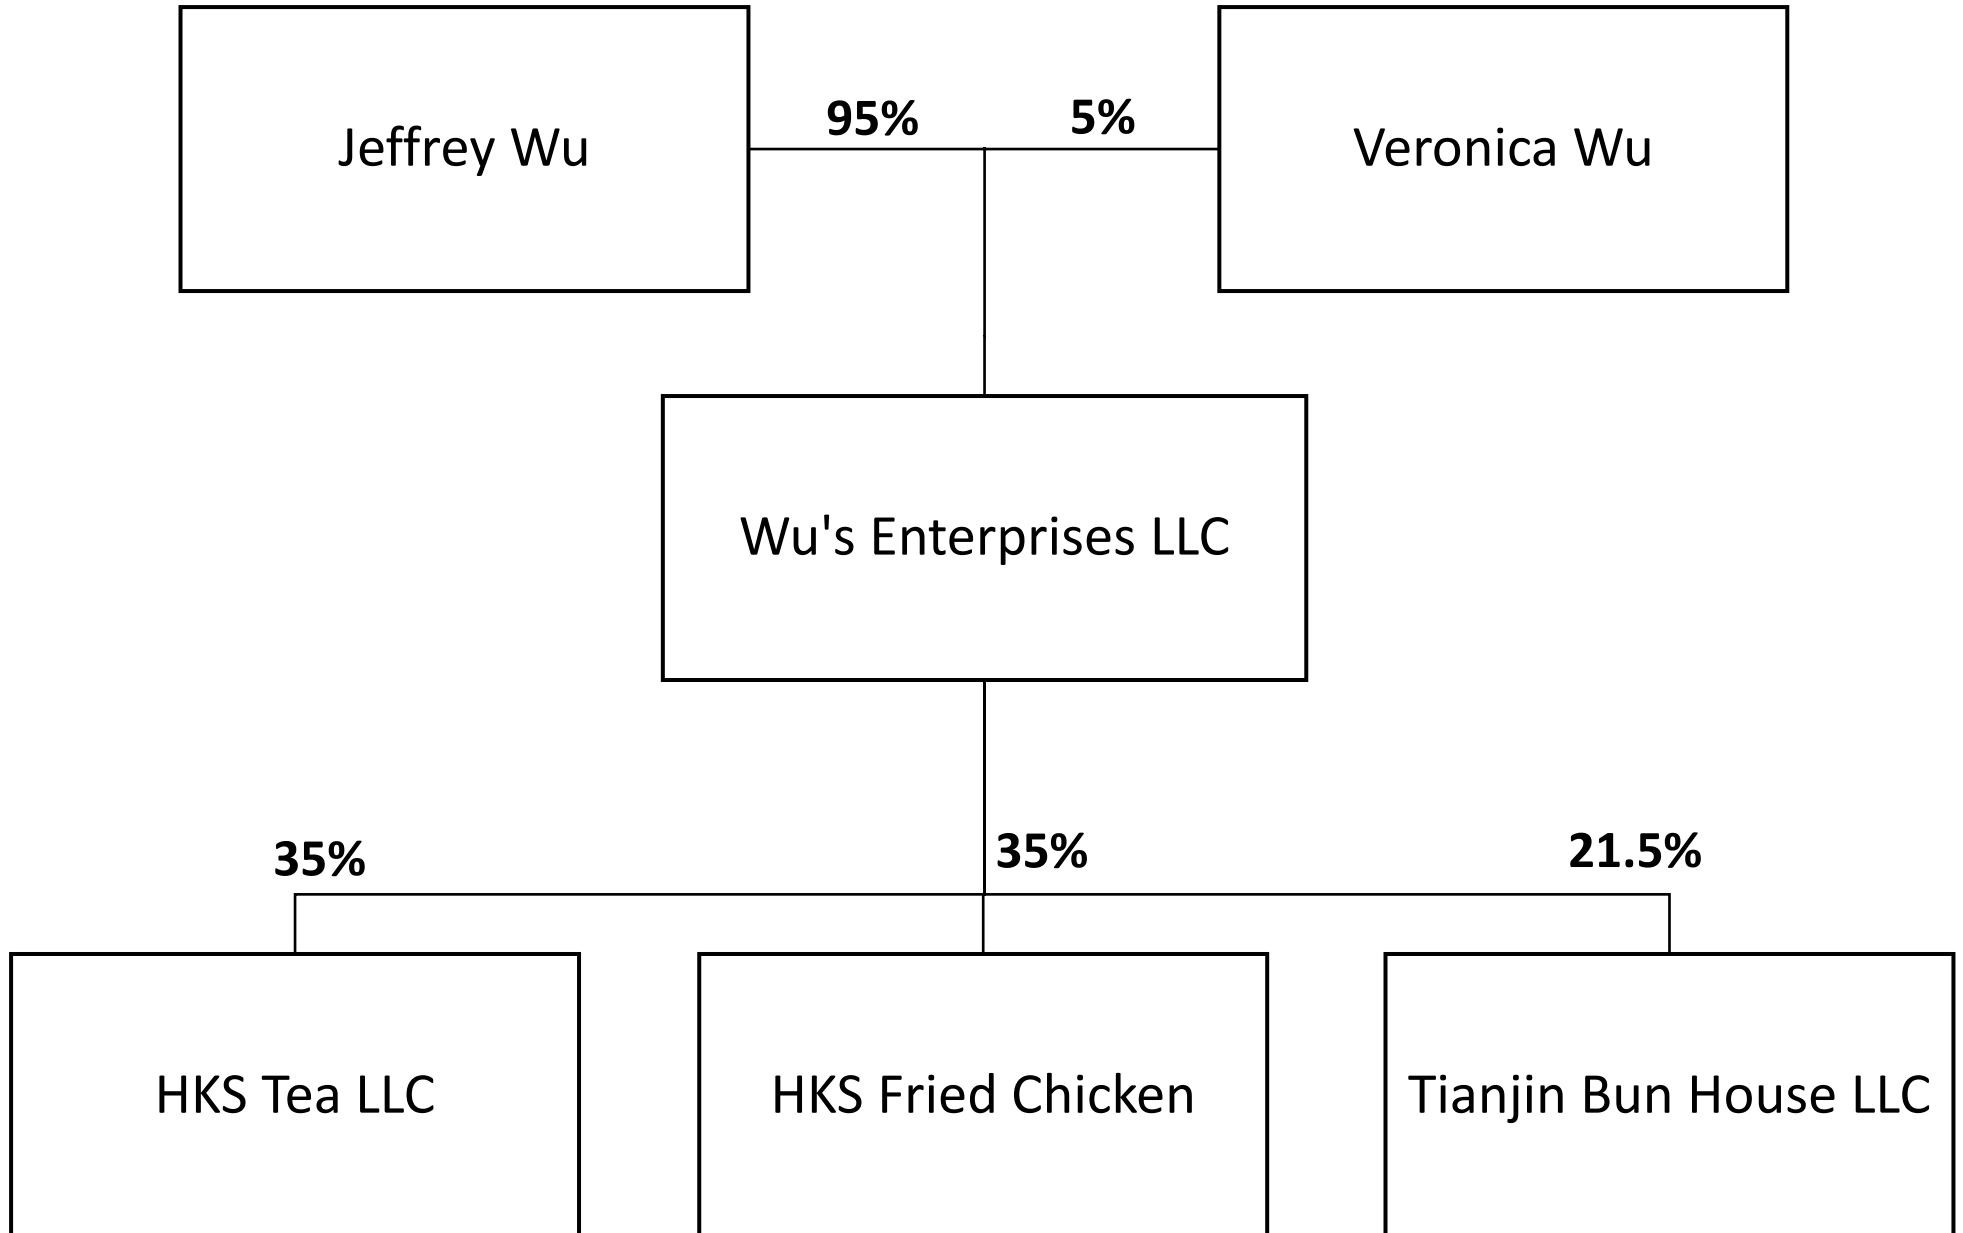 95%
5%
Jeffrey Wu
Veronica Wu
Wu's Enterprises LLC
35%
35%
21.5%
HKS Tea LLC
HKS Fried Chicken
Tianjin Bun House LLC